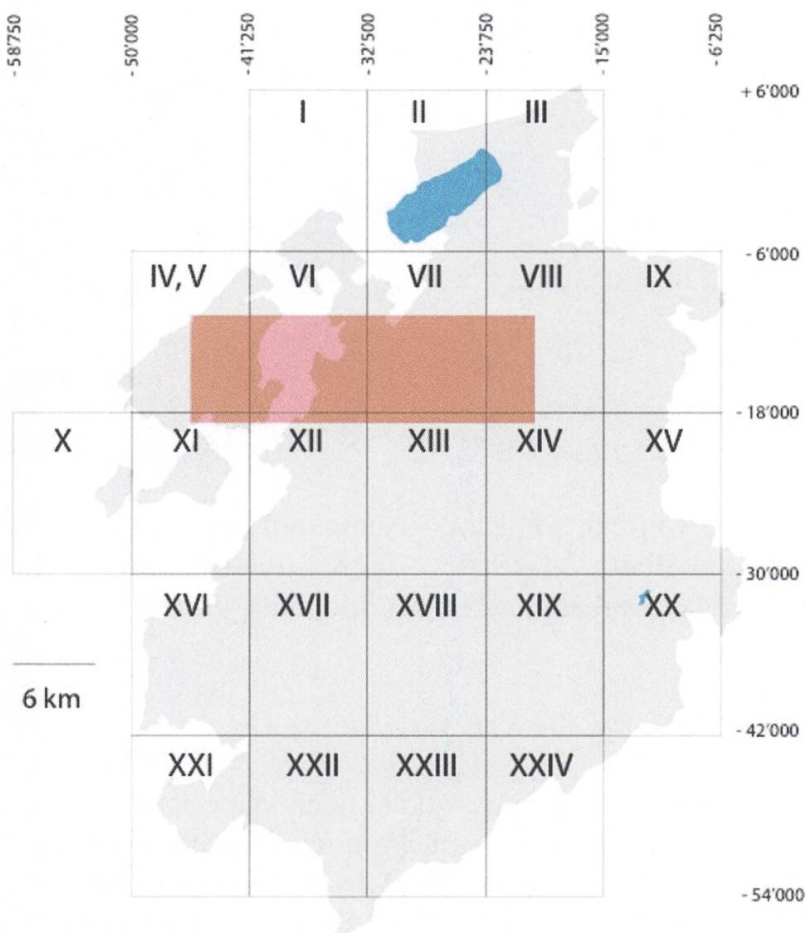 - 58'750
- 50'000
- 41'250
- 32'500
- 23'750
- 15'000
- 6'250
+ 6'000
I II III
- 6'000
IV, V VI VII VIII IX
- 18'000
X XI XII XIII XIV XV
- 30'000
XVI XVII XVIII XIX XX
6 km
- 42'000
XXI XXII XXIII XXIV
- 54'000